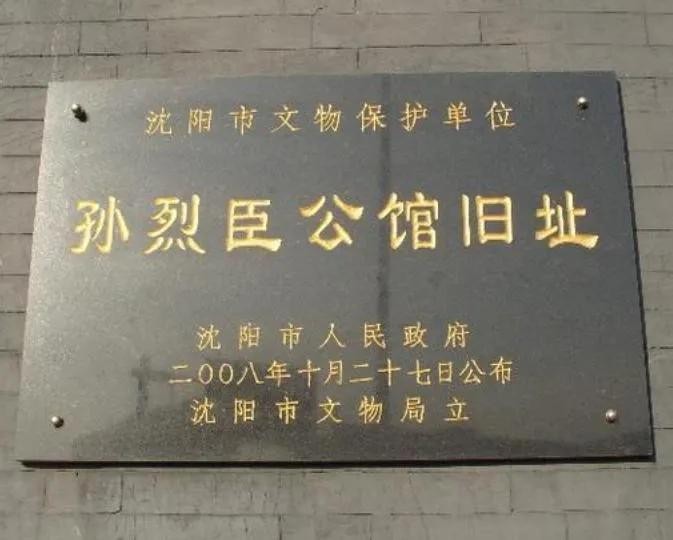 沈阳市文物保护单位
孙烈臣公馆旧址
沈阳市人民政府
二〇〇八年十月二十七日公布
沈阳市文物局立